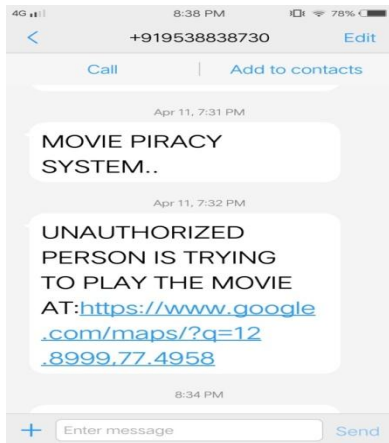 4G 8:38 PM 78%
< +919538838730 Edit
Call | Add to contacts
Apr 11, 7:31 PM
MOVIE PIRACY
SYSTEM..
Apr 11, 7:32 PM
UNAUTHORIZED
PERSON IS TRYING
TO PLAY THE MOVIE
AT:https://www.google
.com/maps/?q=12
.8999,77.4958
8:34 PM
+ Enter message Send